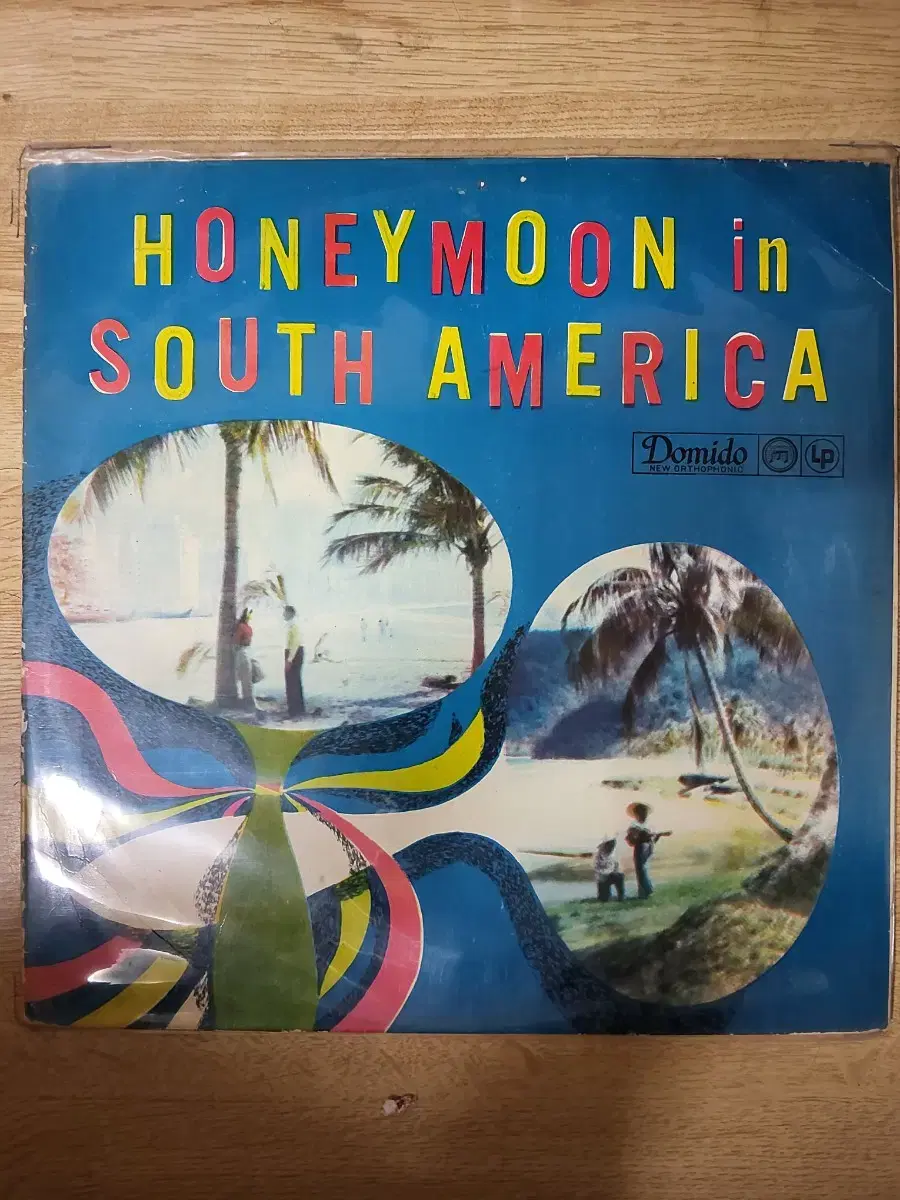 HONEYMOON in
SOUTH AMERICA
Domido
NEW ORTHOPHONIC
LP